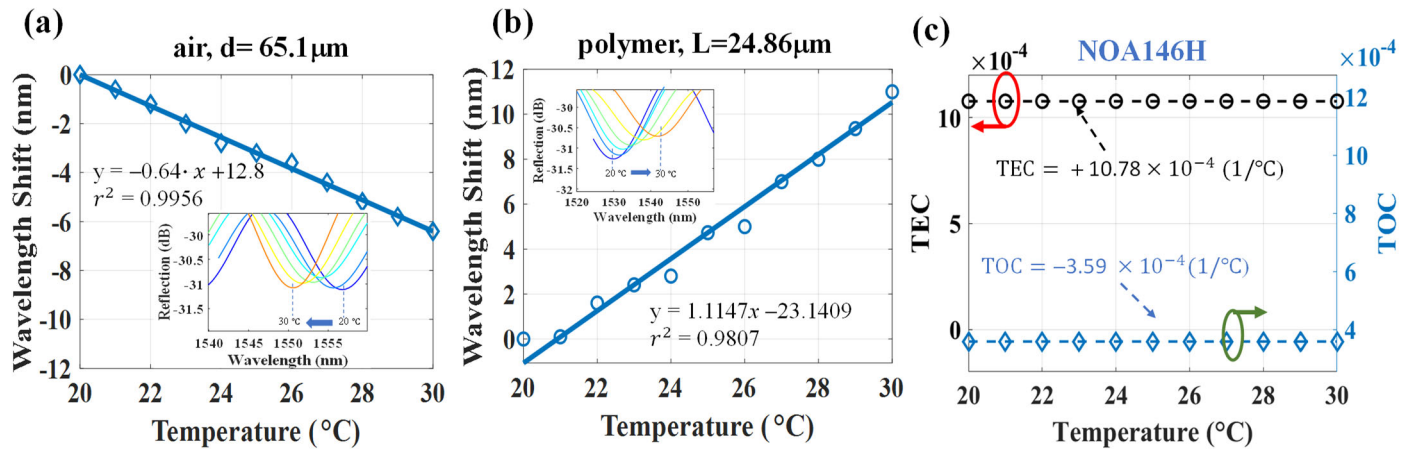 (a)
air, d= 65.1μm
Wavelength Shift (nm)
0
-2
-4
-6
-8
-10
-12
y = −0.64· x +12.8
r² = 0.9956
Reflection (dB)
-30
-30.5
-31
-31.5
30 ℃
20 ℃
1540
1545
1550
1555
Wavelength (nm)
20
22
24
26
28
30
Temperature (°C)
(b)
polymer, L=24.86μm
Wavelength Shift (nm)
12
10
8
6
4
2
0
Reflection (dB)
-30
-30.5
-31
-31.5
-32
20 ℃
30 ℃
1520
1530
1540
1550
Wavelength (nm)
y = 1.1147x −23.1409
r² = 0.9807
20
22
24
26
28
30
Temperature (°C)
(c)
NOA146H
×10⁻⁴
×10⁻⁴
TEC
10
5
0
TEC = +10.78 × 10⁻⁴ (1/°C)
TOC = −3.59 × 10⁻⁴(1/°C)
12
10
8
6
4
TOC
20
22
24
26
28
30
Temperature (°C)